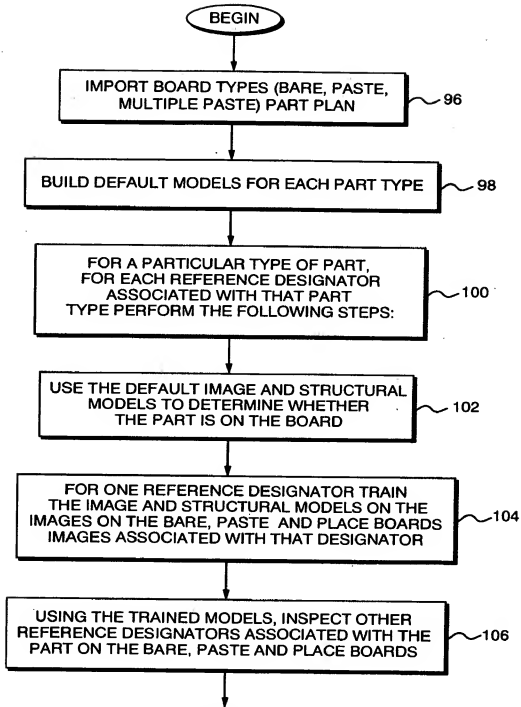 BEGIN
IMPORT BOARD TYPES (BARE, PASTE,
MULTIPLE PASTE) PART PLAN
96
BUILD DEFAULT MODELS FOR EACH PART TYPE
98
FOR A PARTICULAR TYPE OF PART,
FOR EACH REFERENCE DESIGNATOR
ASSOCIATED WITH THAT PART
TYPE PERFORM THE FOLLOWING STEPS:
100
USE THE DEFAULT IMAGE AND STRUCTURAL
MODELS TO DETERMINE WHETHER
THE PART IS ON THE BOARD
102
FOR ONE REFERENCE DESIGNATOR TRAIN
THE IMAGE AND STRUCTURAL MODELS ON THE
IMAGES ON THE BARE, PASTE AND PLACE BOARDS
IMAGES ASSOCIATED WITH THAT DESIGNATOR
104
USING THE TRAINED MODELS, INSPECT OTHER
REFERENCE DESIGNATORS ASSOCIATED WITH THE
PART ON THE BARE, PASTE AND PLACE BOARDS
106